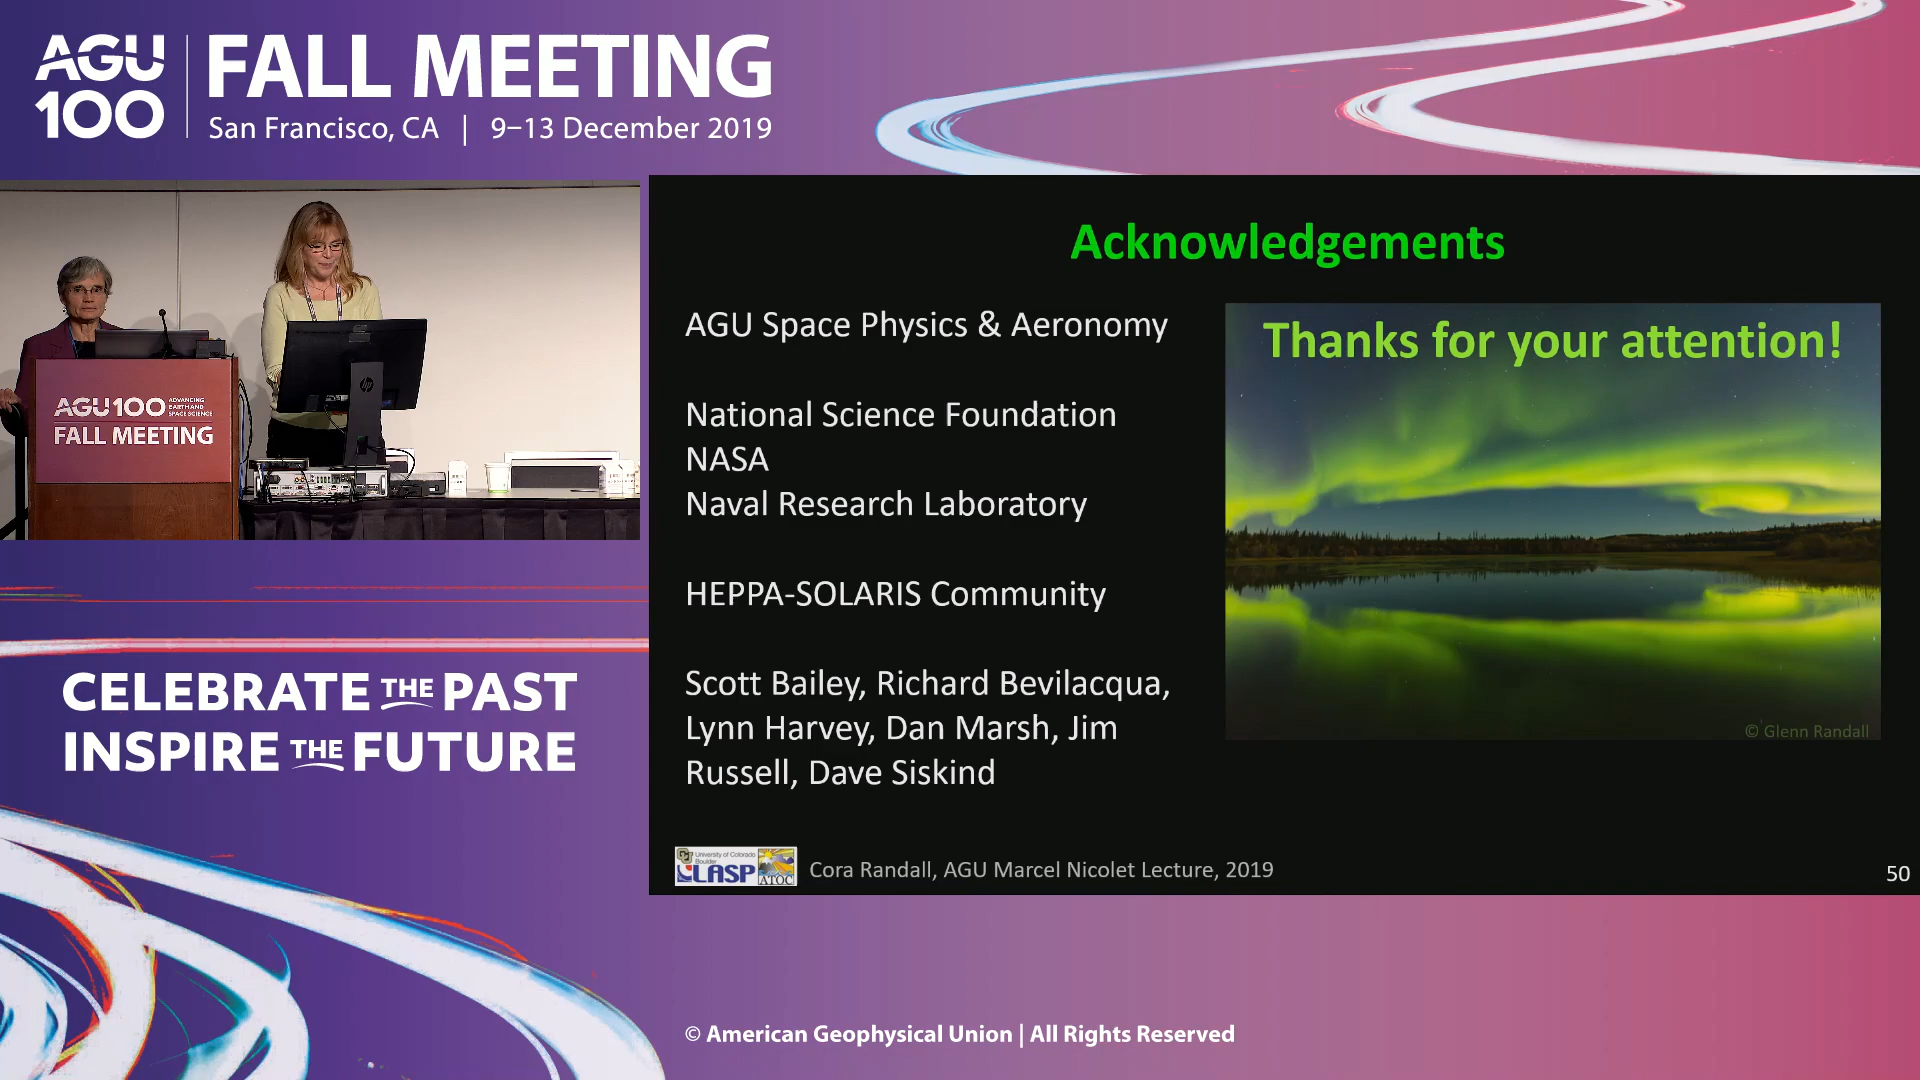 AGU
100
FALL MEETING
San Francisco, CA | 9–13 December 2019
AGU100 ADVANCING EARTH AND SPACE SCIENCE
FALL MEETING
hp
CELEBRATE THE PAST
INSPIRE THE FUTURE
Acknowledgements
AGU Space Physics & Aeronomy
National Science Foundation
NASA
Naval Research Laboratory
HEPPA-SOLARIS Community
Scott Bailey, Richard Bevilacqua,
Lynn Harvey, Dan Marsh, Jim
Russell, Dave Siskind
Thanks for your attention!
© Glenn Randall
University of Colorado
Boulder
LASP
ATOC
Cora Randall, AGU Marcel Nicolet Lecture, 2019
50
© American Geophysical Union | All Rights Reserved